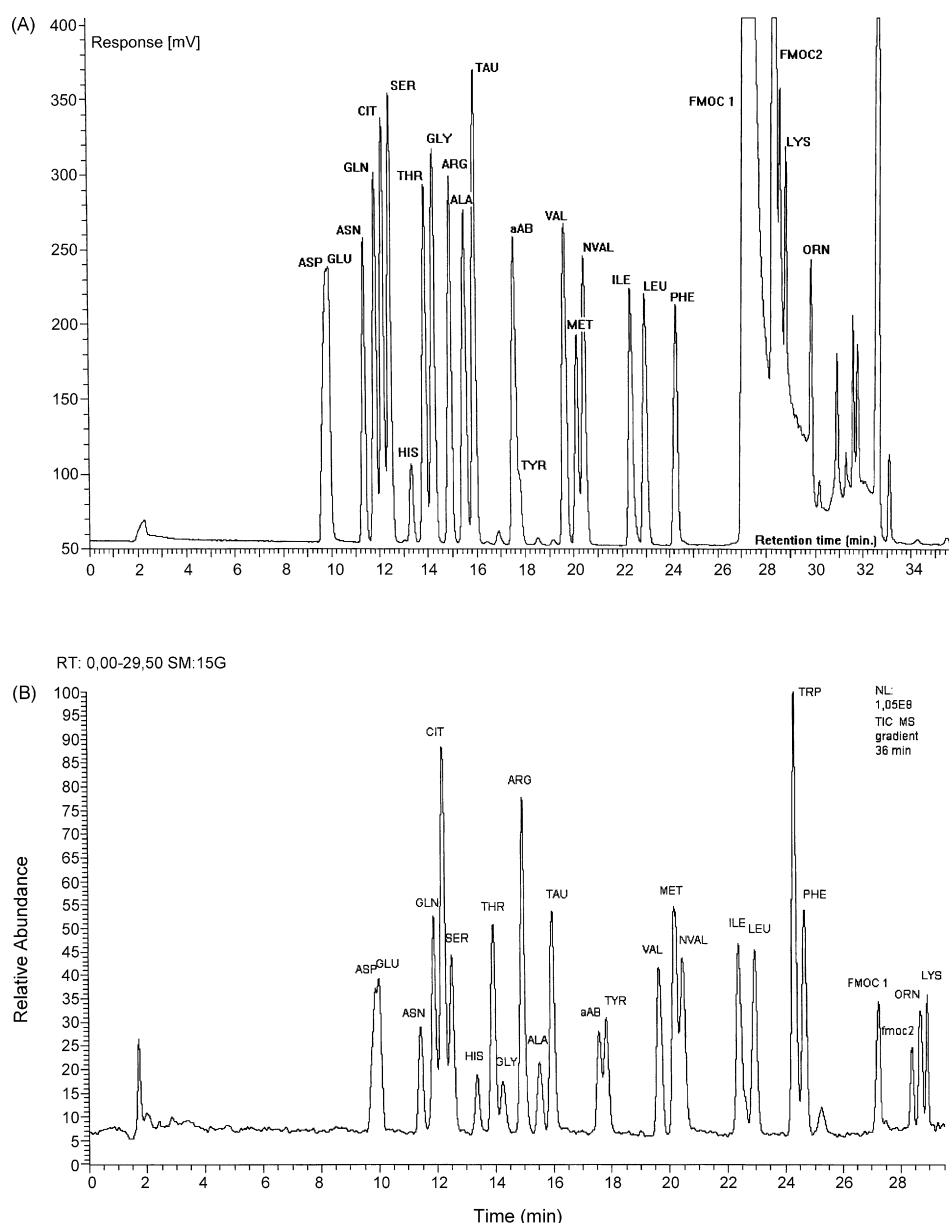 (A)
Response [mV]
400
350
300
250
200
150
100
50
ASP
GLU
ASN
GLN
CIT
SER
HIS
THR
GLY
ARG
ALA
TAU
aAB
TYR
VAL
MET
NVAL
ILE
LEU
PHE
FMOC 1
FMOC2
LYS
ORN
Retention time (min.)
0 2 4 6 8 10 12 14 16 18 20 22 24 26 28 30 32 34
RT: 0,00-29,50 SM:15G
(B)
Relative Abundance
100
95
90
85
80
75
70
65
60
55
50
45
40
35
30
25
20
15
10
5
0
NL:
1,05E8
TIC MS
gradient
36 min
ASP
GLU
ASN
GLN
CIT
SER
HIS
THR
GLY
ARG
ALA
TAU
aAB
TYR
VAL
MET
NVAL
ILE
LEU
TRP
PHE
FMOC 1
fmoc2
ORN
LYS
0 2 4 6 8 10 12 14 16 18 20 22 24 26 28
Time (min)